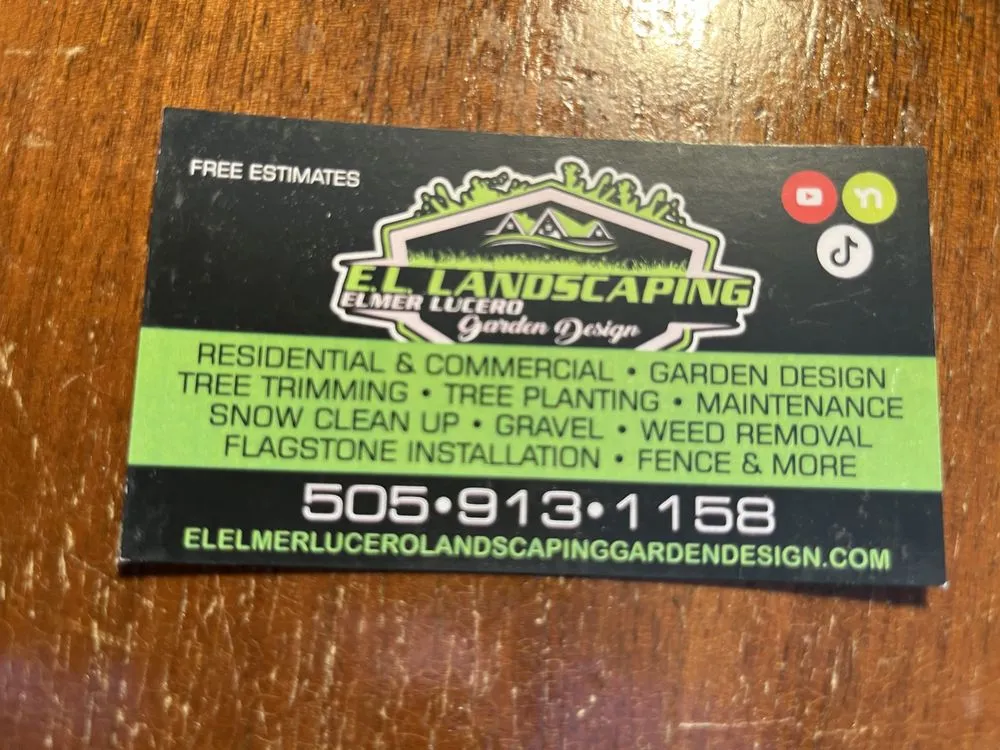 FREE ESTIMATES
E.L. LANDSCAPING
ELMER LUCERO
Garden Design
RESIDENTIAL & COMMERCIAL • GARDEN DESIGN
TREE TRIMMING • TREE PLANTING • MAINTENANCE
SNOW CLEAN UP • GRAVEL • WEED REMOVAL
FLAGSTONE INSTALLATION • FENCE & MORE
505•913•1158
ELELMERLUCEROLANDSCAPINGGARDENDESIGN.COM